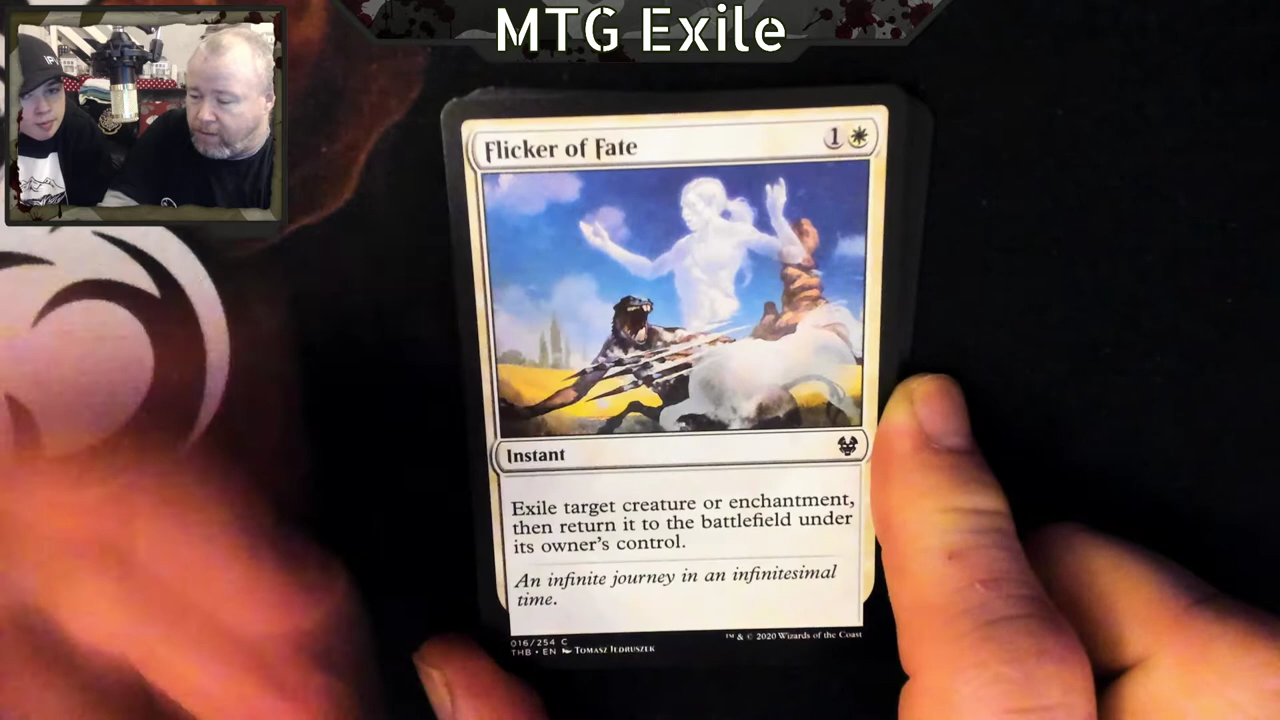 MTG Exile
Flicker of Fate
1
Instant
Exile target creature or enchantment,
then return it to the battlefield under
its owner's control.
An infinite journey in an infinitesimal
time.
016/254 C
THB • EN TOMASZ JEDRUSZEK
™ & © 2020 Wizards of the Coast